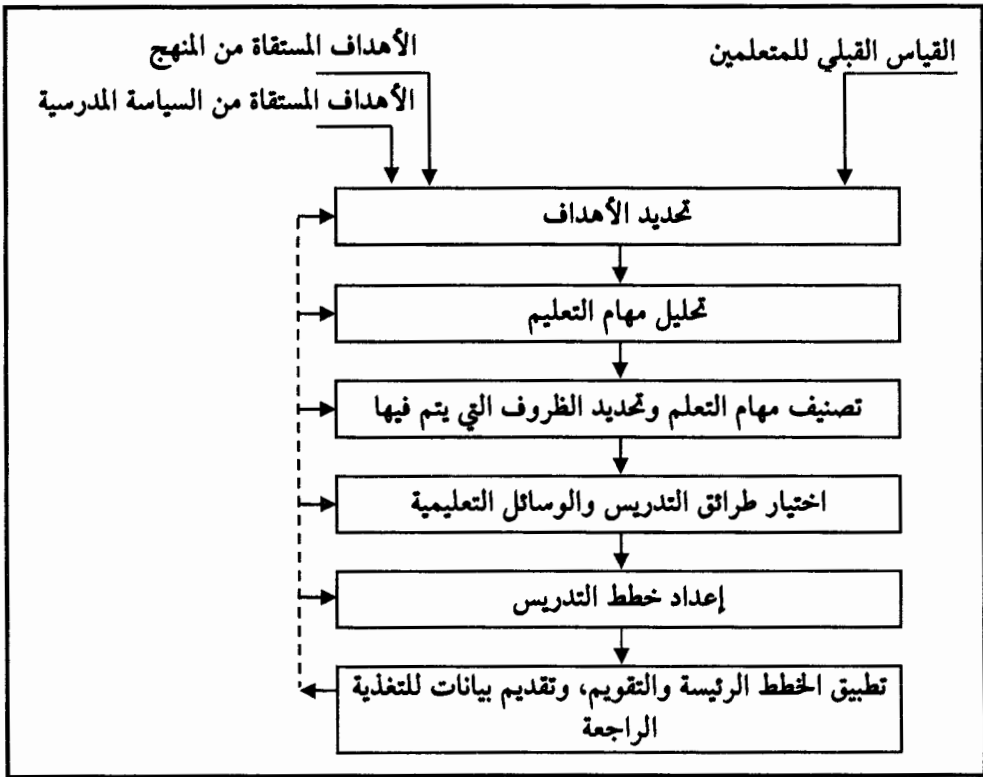 القياس القبلي للمتعلمين
الأهداف المستقاة من المنهج
الأهداف المستقاة من السياسة المدرسية
تحديد الأهداف
تحليل مهام التعليم
تصنيف مهام التعلم وتحديد الظروف التي يتم فيها
اختيار طرائق التدريس والوسائل التعليمية
إعداد خطط التدريس
تطبيق الخطط الرئيسة والتقويم، وتقديم بيانات للتغذية
الراجعة